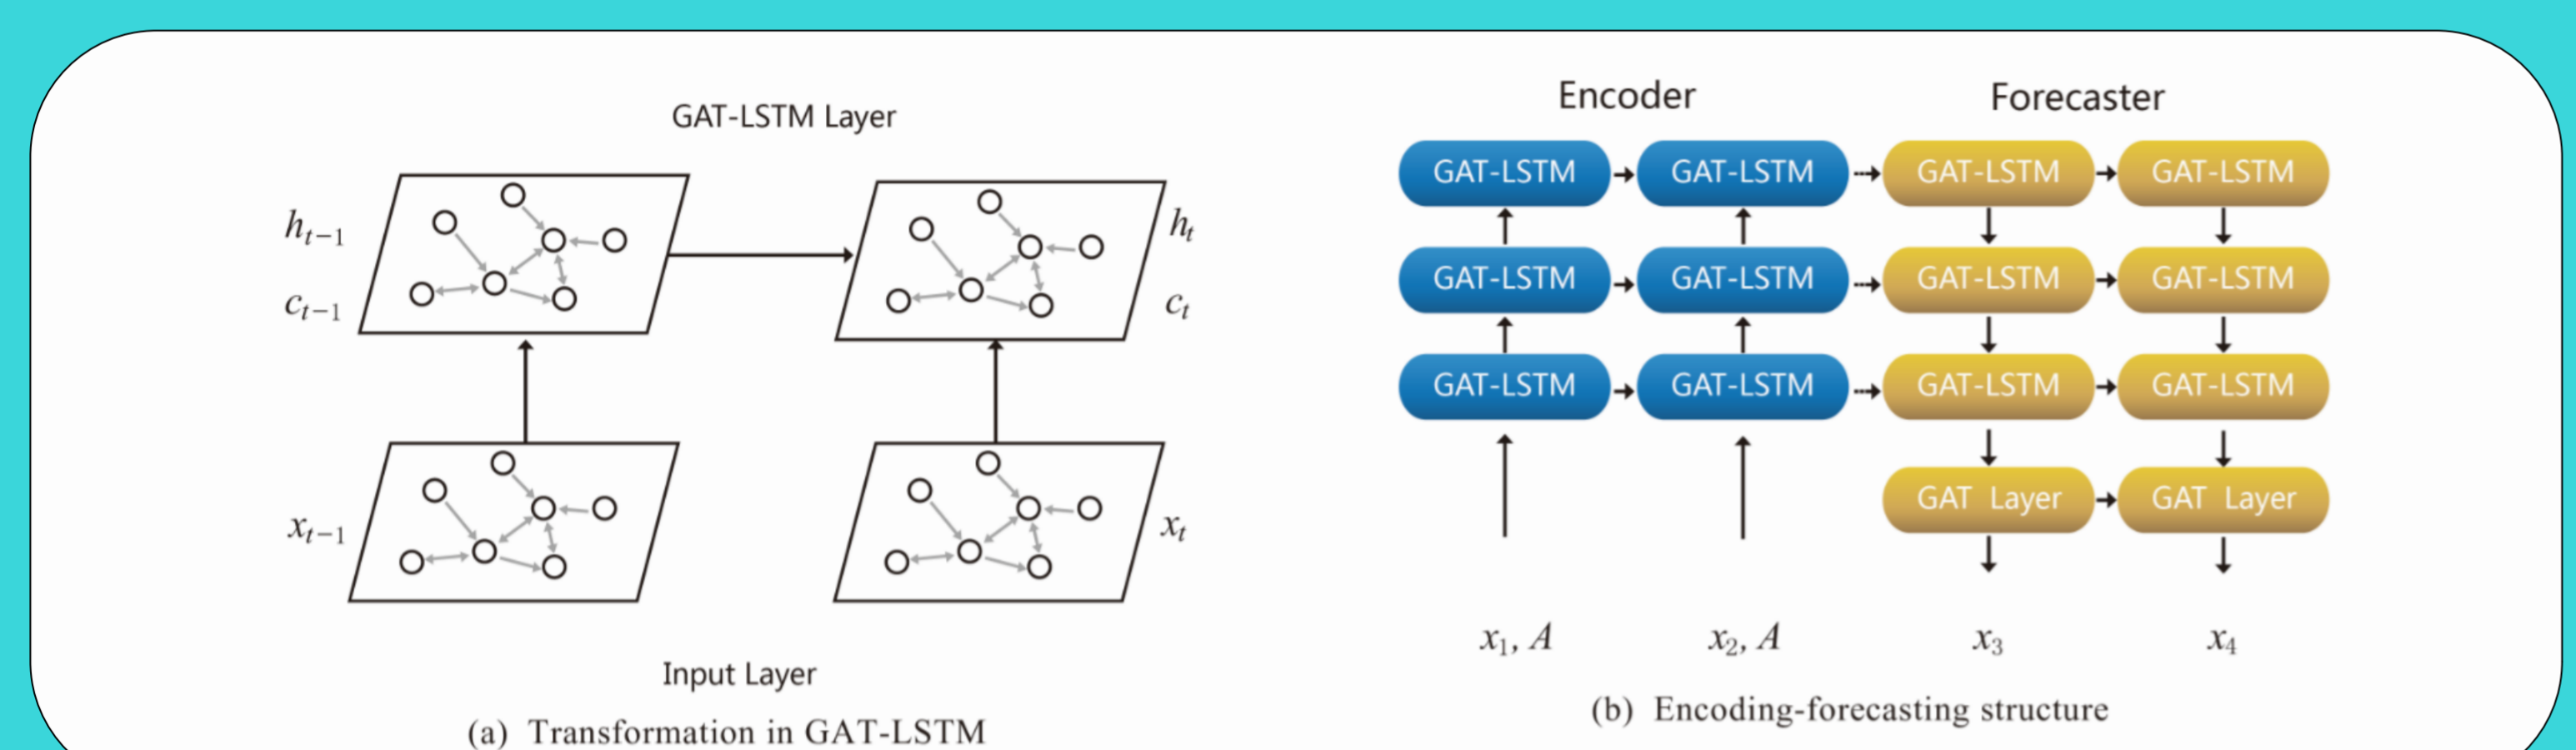 GAT-LSTM Layer
h_{t-1}
c_{t-1}
h_t
c_t
x_{t-1}
x_t
Input Layer
(a) Transformation in GAT-LSTM
Encoder Forecaster
GAT-LSTM GAT-LSTM GAT-LSTM GAT-LSTM
GAT-LSTM GAT-LSTM GAT-LSTM GAT-LSTM
GAT-LSTM GAT-LSTM GAT-LSTM GAT-LSTM
GAT Layer GAT Layer
x_1, A x_2, A x_3 x_4
(b) Encoding-forecasting structure